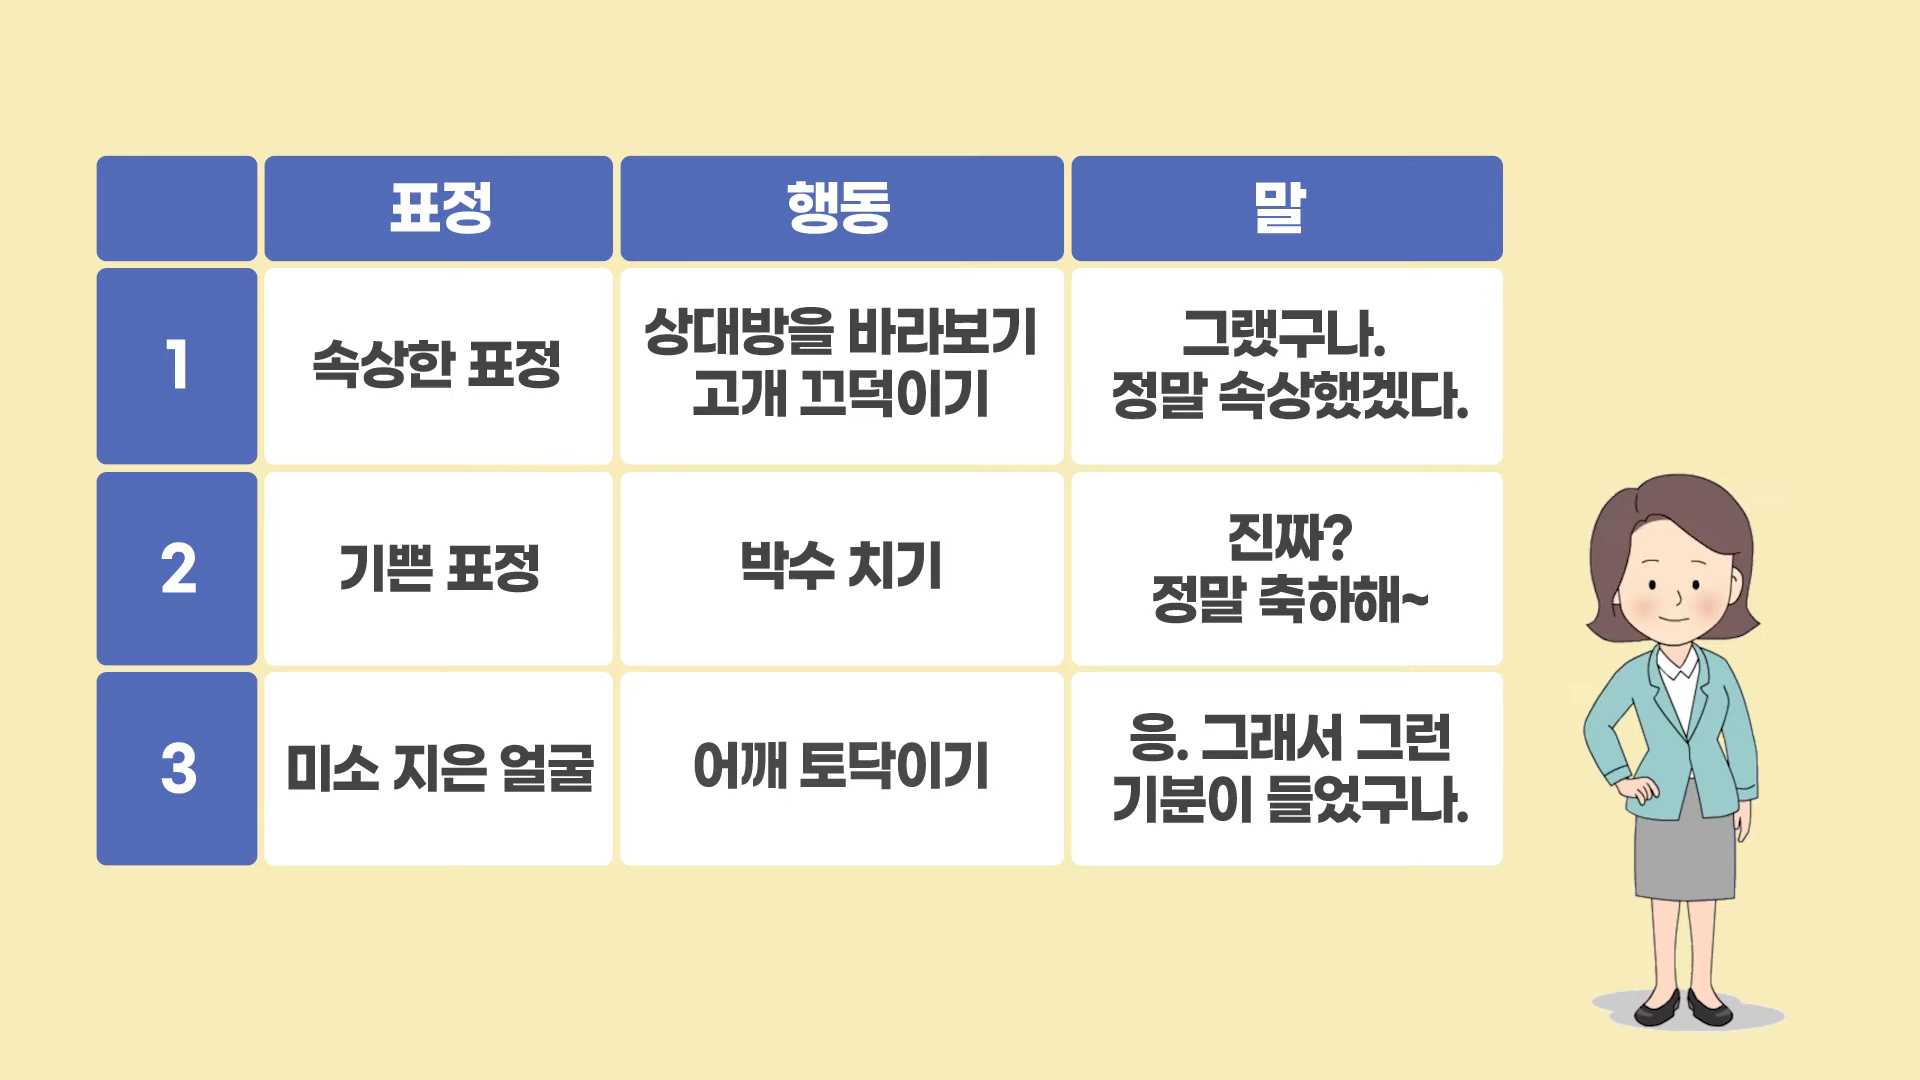 표정
행동
말
1
속상한 표정
상대방을 바라보기
고개 끄덕이기
그랬구나.
정말 속상했겠다.
2
기쁜 표정
박수 치기
진짜?
정말 축하해~
3
미소 지은 얼굴
어깨 토닥이기
응. 그래서 그런
기분이 들었구나.